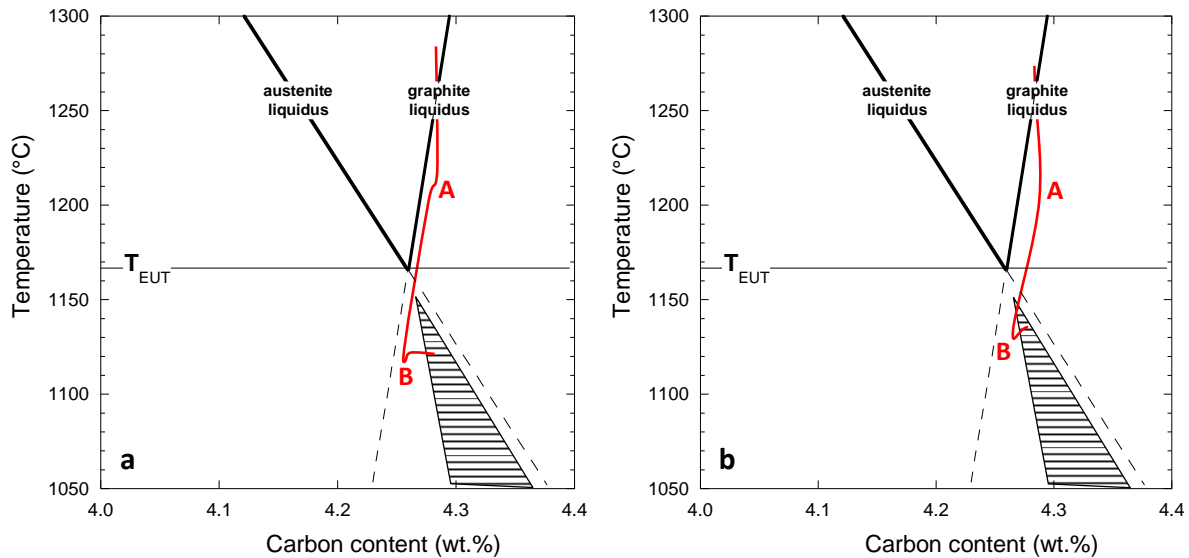 1300
1250
1200
1150
1100
1050
Temperature (°C)
austenite
liquidus
graphite
liquidus
A
T_EUT
B
a
4.0
4.1
4.2
4.3
4.4
Carbon content (wt.%)
1300
1250
1200
1150
1100
1050
Temperature (°C)
austenite
liquidus
graphite
liquidus
A
T_EUT
B
b
4.0
4.1
4.2
4.3
4.4
Carbon content (wt.%)